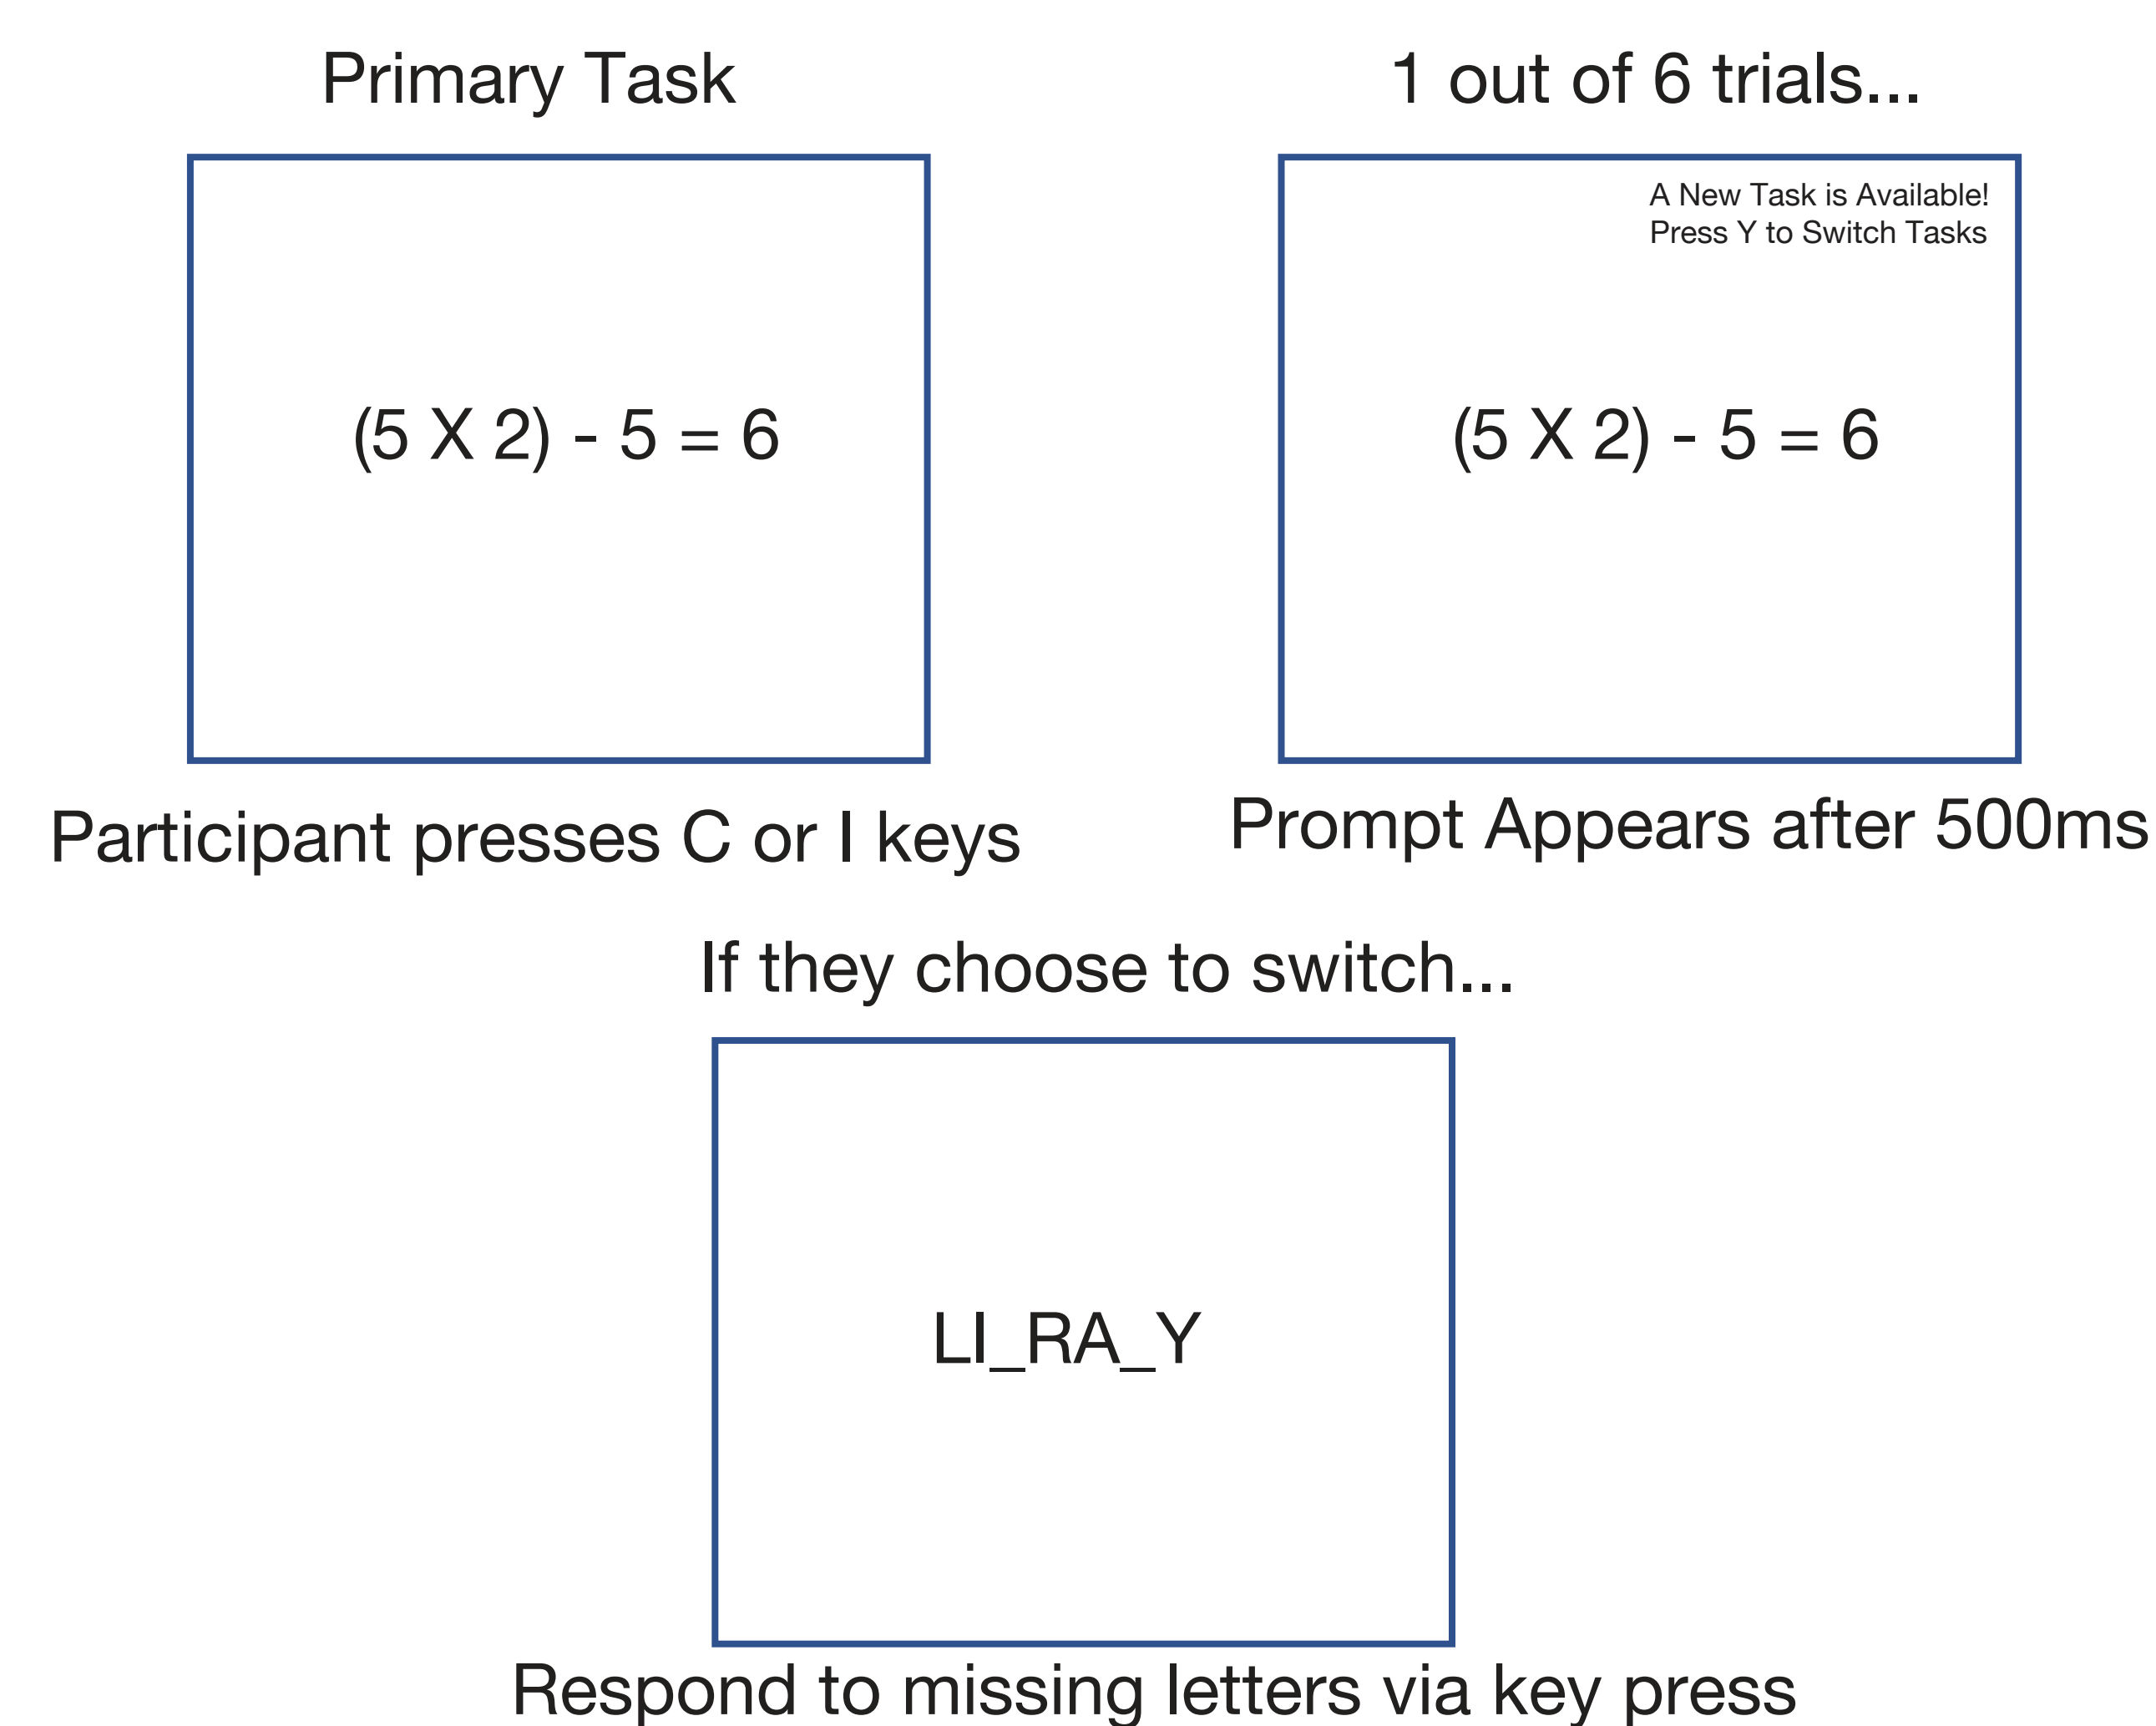 Primary Task
(5 X 2) - 5 = 6
Participant presses C or I keys
1 out of 6 trials...
A New Task is Available!
Press Y to Switch Tasks
(5 X 2) - 5 = 6
Prompt Appears after 500ms
If they choose to switch...
LI_RA_Y
Respond to missing letters via key press